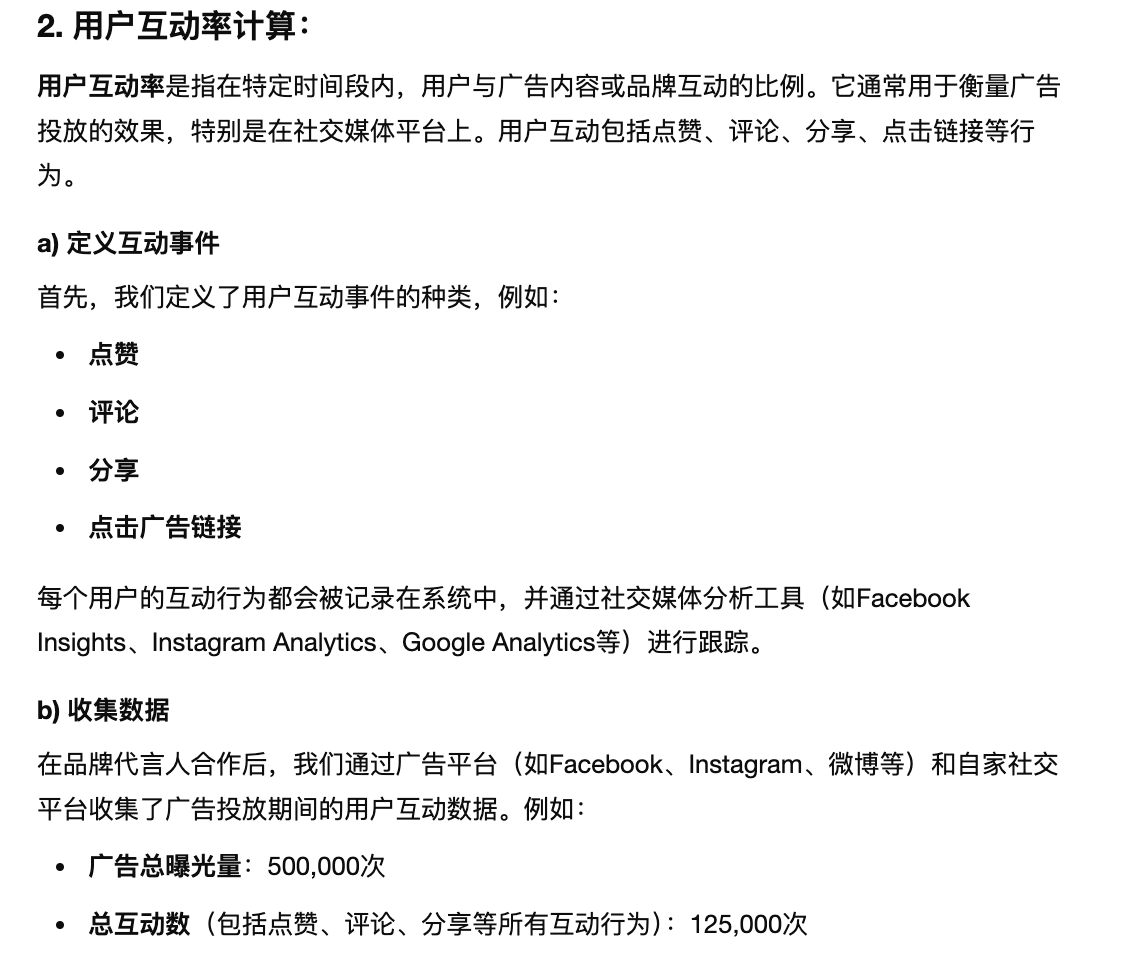 2. 用户互动率计算：
用户互动率是指在特定时间段内，用户与广告内容或品牌互动的比例。它通常用于衡量广告
投放的效果，特别是在社交媒体平台上。用户互动包括点赞、评论、分享、点击链接等行
为。
a) 定义互动事件
首先，我们定义了用户互动事件的种类，例如：
• 点赞
• 评论
• 分享
• 点击广告链接
每个用户的互动行为都会被记录在系统中，并通过社交媒体分析工具（如Facebook
Insights、Instagram Analytics、Google Analytics等）进行跟踪。
b) 收集数据
在品牌代言人合作后，我们通过广告平台（如Facebook、Instagram、微博等）和自家社交
平台收集了广告投放期间的用户互动数据。例如：
• 广告总曝光量：500,000次
• 总互动数（包括点赞、评论、分享等所有互动行为）：125,000次